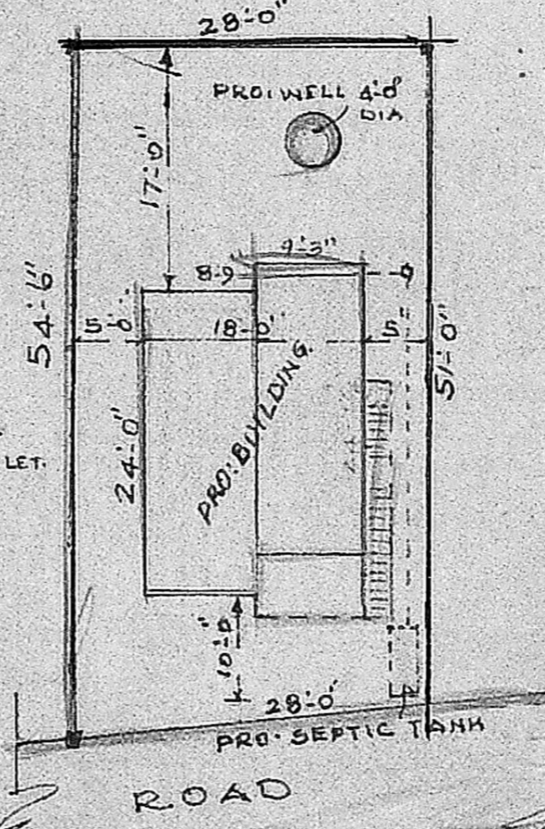 28'-0"
PRO: WELL 4'-0"
DIA
17'-0"
9'-3"
8-9
54'-6"
5'-0"
18'-0"
5'
51'-0"
PRO: BUILDING.
24'-0"
LET.
10'-0"
28'-0"
PRO. SEPTIC TANK
ROAD